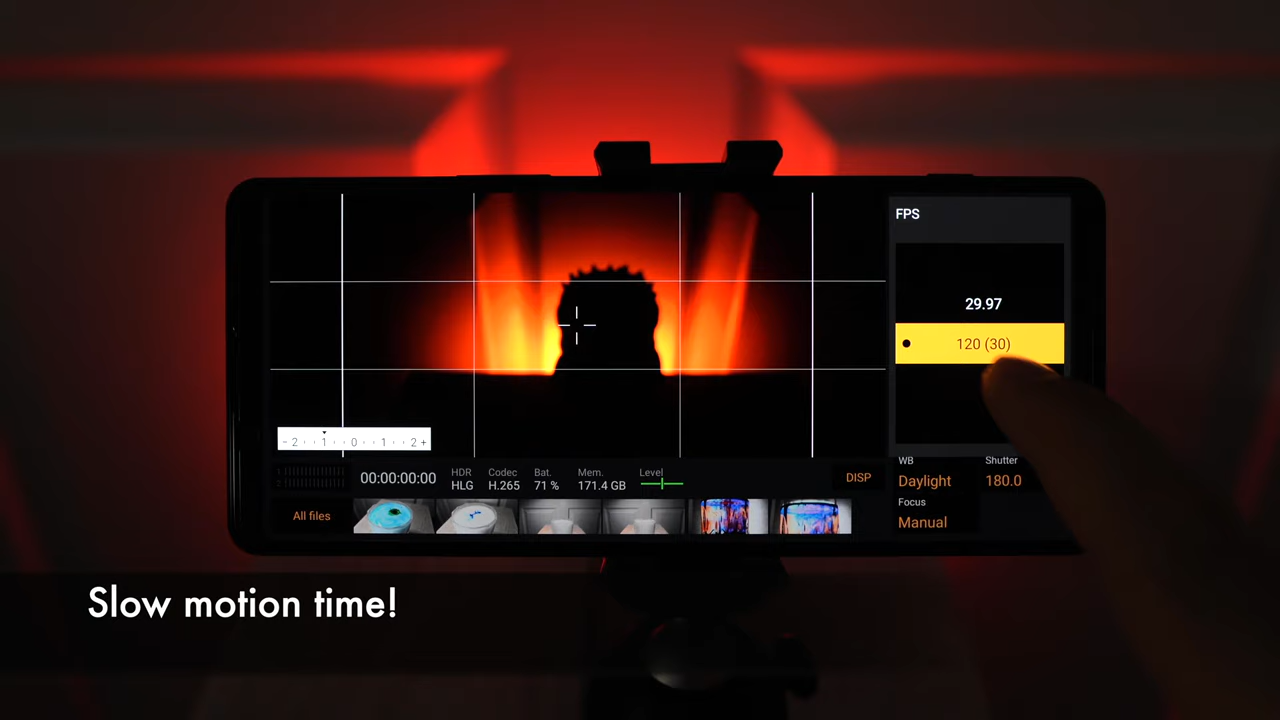 FPS
29.97
120 (30)
- 2 · · 1 · · 0 · · 1 · · 2 +
00:00:00:00
HDR
HLG
Codec
H.265
Bat.
71 %
Mem.
171.4 GB
Level
DISP
WB
Daylight
Shutter
180.0
Focus
Manual
All files
Slow motion time!